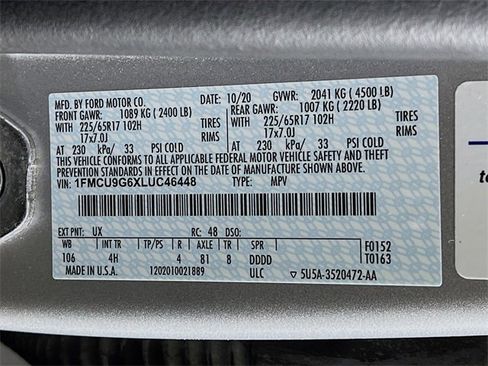 MFD. BY FORD MOTOR CO. 10/20 GVWR: 2041 KG ( 4500 LB)
FRONT GAWR: 1089 KG ( 2400 LB) REAR GAWR: 1007 KG ( 2220 LB)
WITH 225/65R17 102H WITH 225/65R17 102H
17x7.0J 17x7.0J
AT 230 kPa/ 33 PSI COLD AT 230 kPa/ 33 PSI COLD
THIS VEHICLE CONFORMS TO ALL APPLICABLE FEDERAL MOTOR VEHICLE SAFETY
AND THEFT PREVENTION STANDARDS IN EFFECT ON THE DATE OF MANUFACTURE SHOWN ABOVE.
VIN: 1FMCU9G6XLUC46448 TYPE: MPV
EXT PNT: UX RC: 48 DSO:
WB INT TR TP/PS R AXLE TR SPR F0152
106 4H 4 81 8 DDDD T0163
MADE IN U.S.A. 1202010021889 ULC 5U5A-3520472-AA